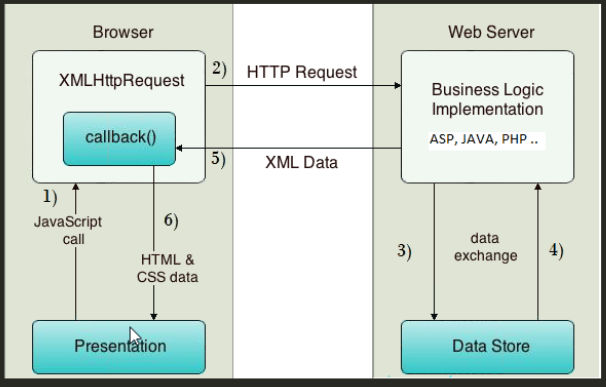 Browser
Web Server
XMLHttpRequest
2)
HTTP Request
Business Logic
Implementation
callback()
ASP, JAVA, PHP ..
5)
XML Data
1)
JavaScript
call
6)
HTML &
CSS data
3)
data
exchange
4)
Presentation
Data Store